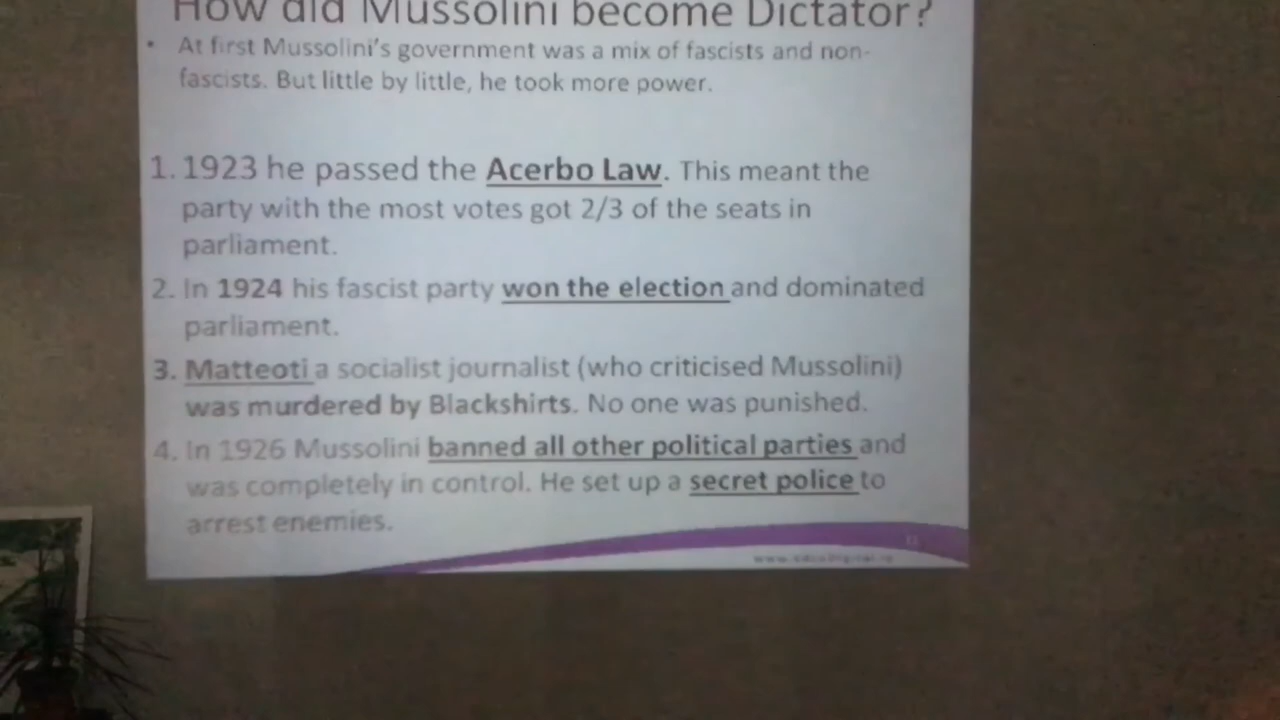 How did Mussolini become Dictator?
• At first Mussolini's government was a mix of fascists and non-
fascists. But little by little, he took more power.
1. 1923 he passed the Acerbo Law. This meant the
party with the most votes got 2/3 of the seats in
parliament.
2. In 1924 his fascist party won the election and dominated
parliament.
3. Matteoti a socialist journalist (who criticised Mussolini)
was murdered by Blackshirts. No one was punished.
4. In 1926 Mussolini banned all other political parties and
was completely in control. He set up a secret police to
arrest enemies.